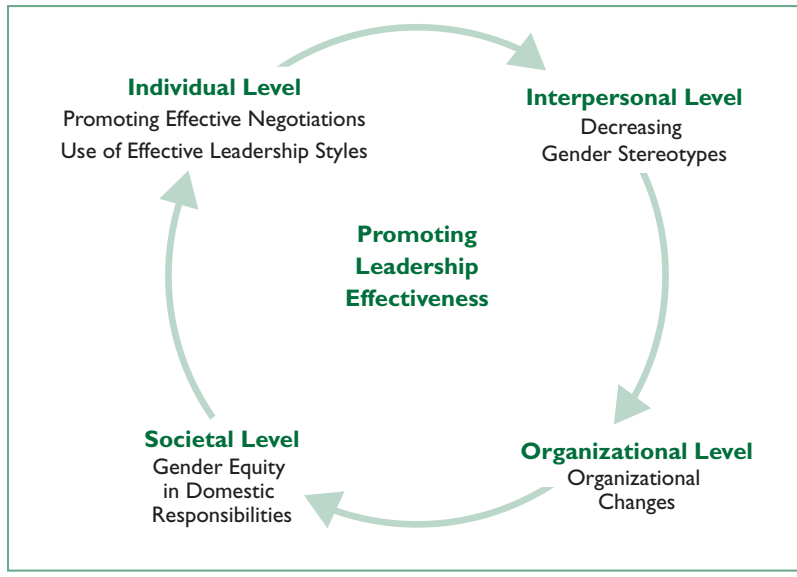 Individual Level
Promoting Effective Negotiations
Use of Effective Leadership Styles
Interpersonal Level
Decreasing
Gender Stereotypes
Promoting
Leadership
Effectiveness
Societal Level
Gender Equity
in Domestic
Responsibilities
Organizational Level
Organizational
Changes